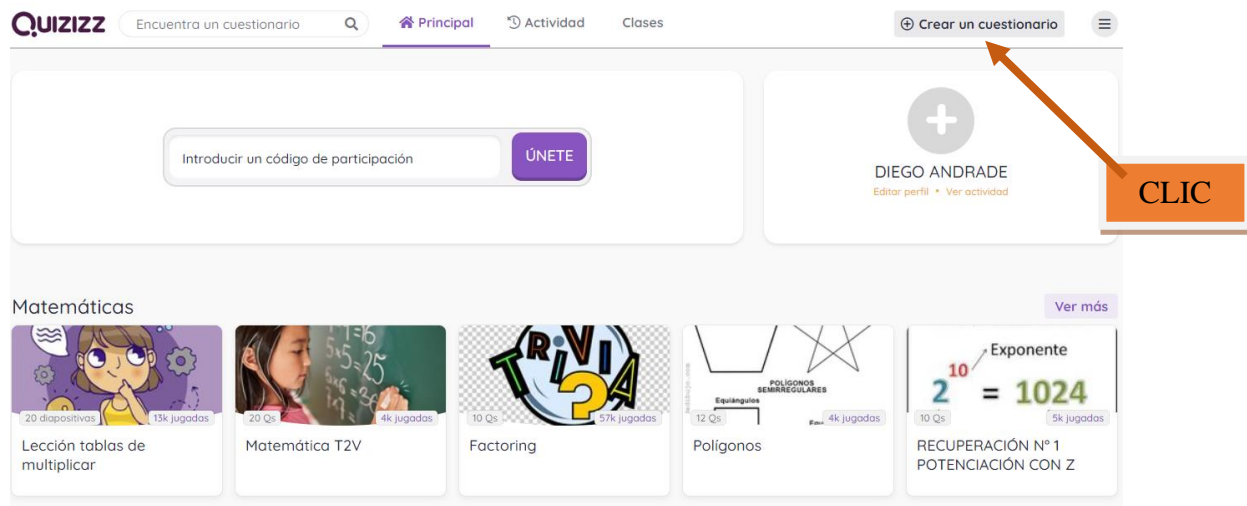 QUIZIZZ Encuentra un cuestionario Principal Actividad Clases Crear un cuestionario
Introducir un código de participación ÚNETE
DIEGO ANDRADE
Editar perfil • Ver actividad
CLIC
Matemáticas Ver más
20 diapositivas 13k jugadas
Lección tablas de
multiplicar
5x5=25
20 Qs 4k jugadas
Matemática T2V
TRIVIA
?
10 Qs 57k jugadas
Factoring
POLÍGONOS
SEMIRREGULARES
Equiángulos
12 Qs 4k jugadas
Polígonos
Exponente
2 10 = 1024
10 Qs 5k jugadas
RECUPERACIÓN Nº 1
POTENCIACIÓN CON Z